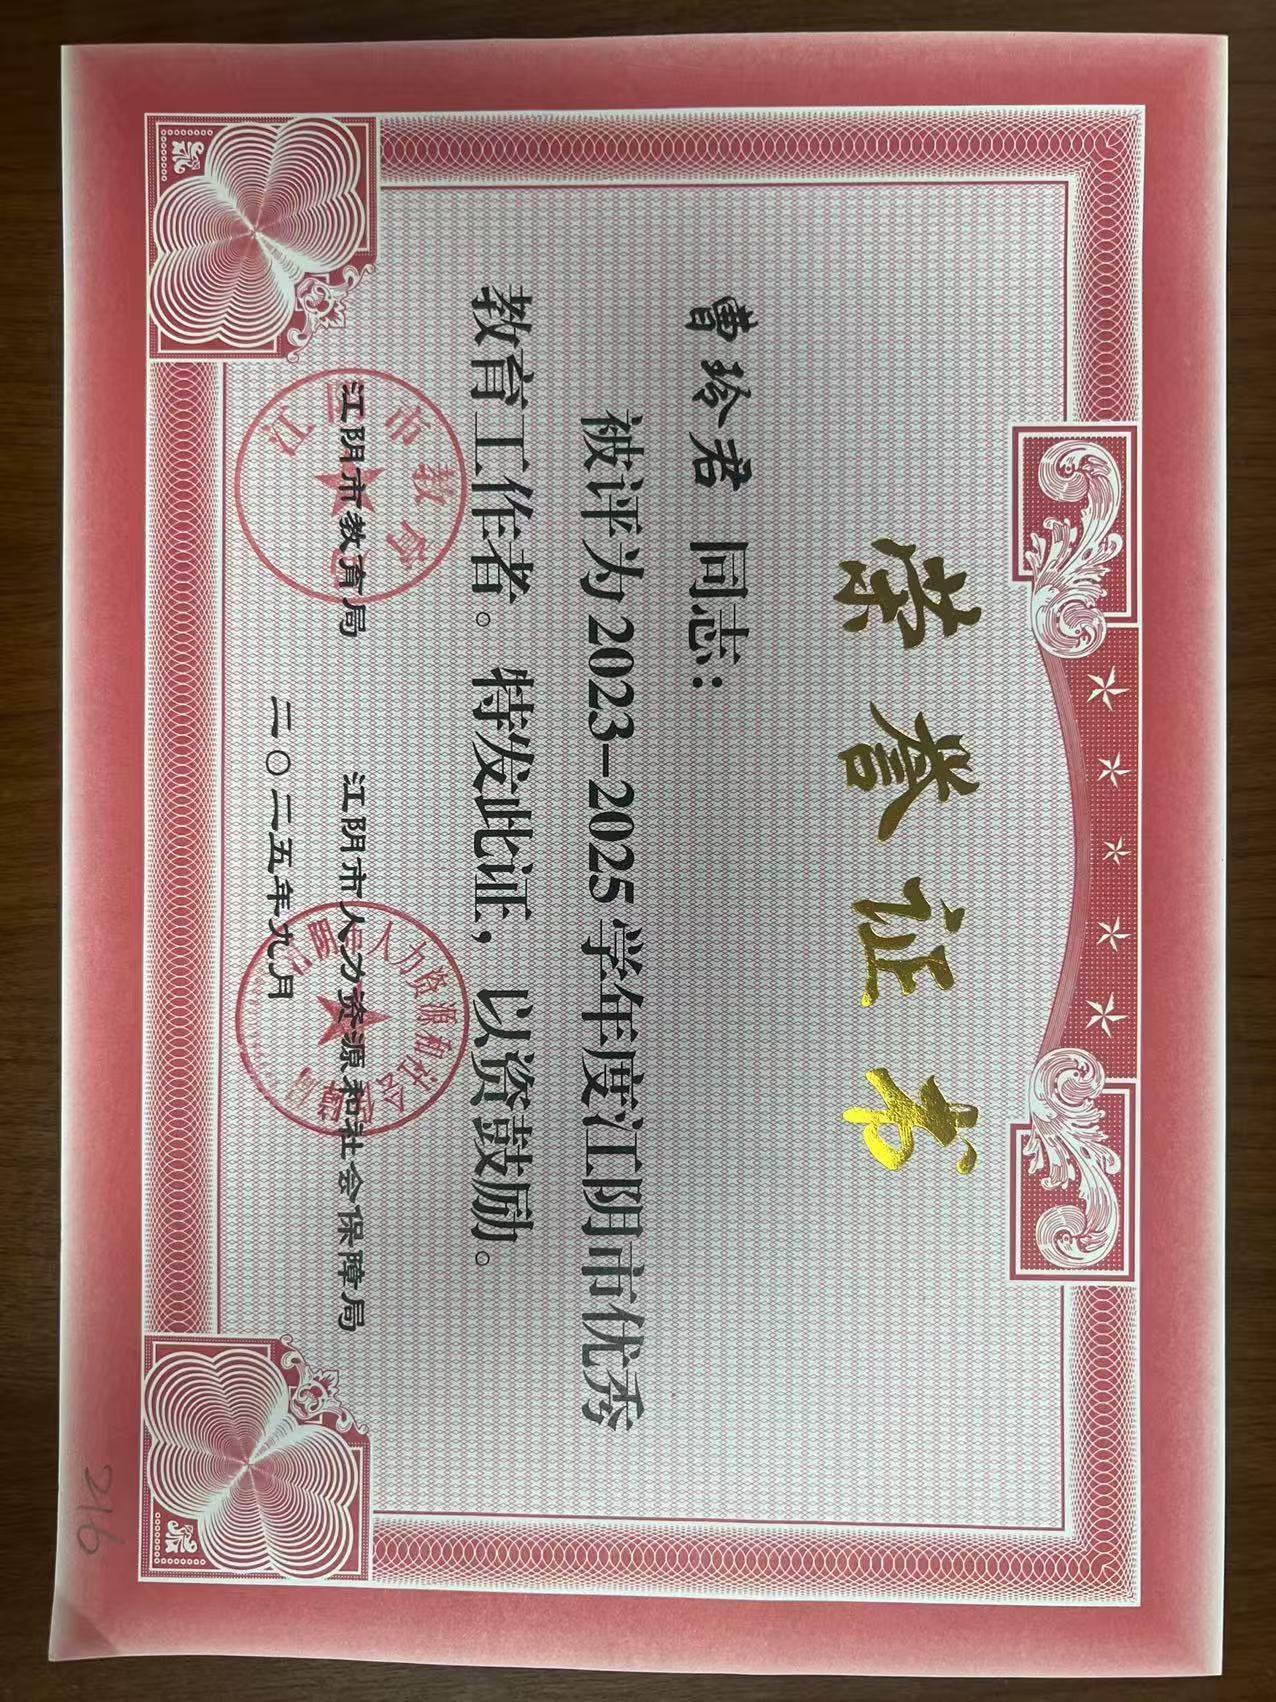 荣誉证书
曹玲君 同志：
被评为2023-2025学年度江阴市优秀
教育工作者。特发此证，以资鼓励。
江阴市教育局 江阴市人力资源和社会保障局
二〇二五年九月
216